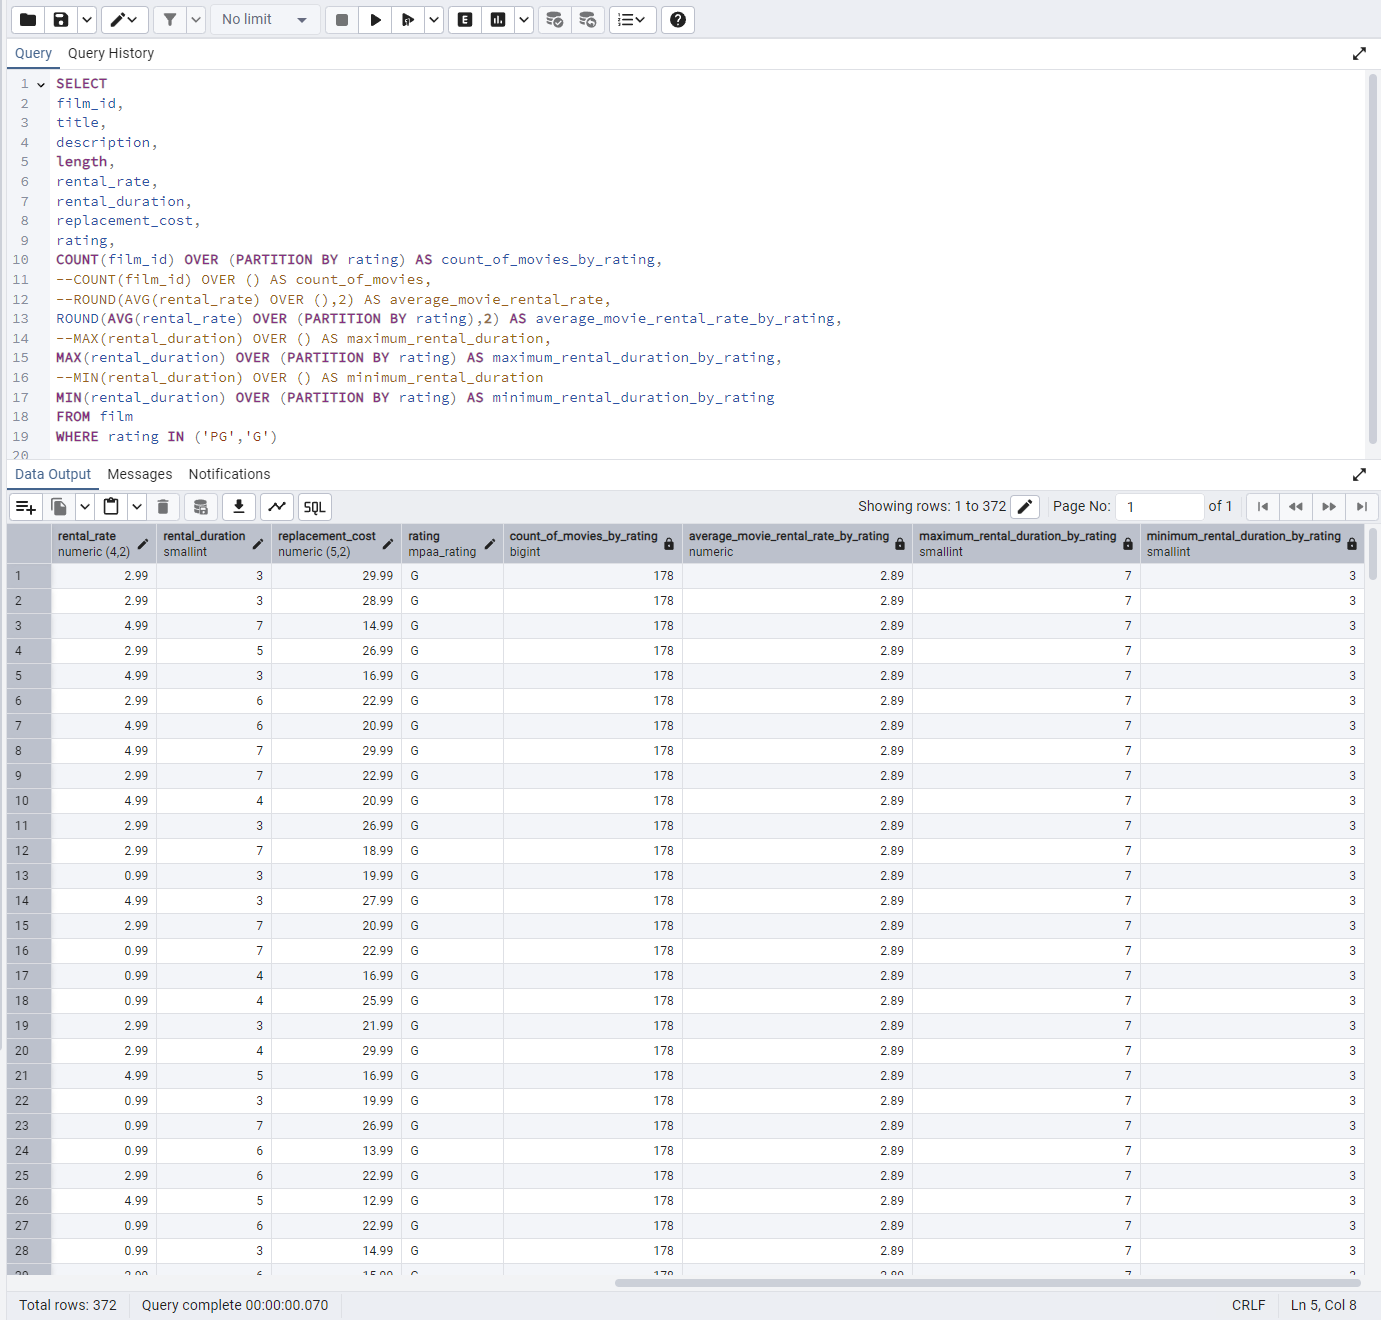 No limit
E
Query Query History
1 SELECT
2 film_id,
3 title,
4 description,
5 length,
6 rental_rate,
7 rental_duration,
8 replacement_cost,
9 rating,
10 COUNT(film_id) OVER (PARTITION BY rating) AS count_of_movies_by_rating,
11 --COUNT(film_id) OVER () AS count_of_movies,
12 --ROUND(AVG(rental_rate) OVER (),2) AS average_movie_rental_rate,
13 ROUND(AVG(rental_rate) OVER (PARTITION BY rating),2) AS average_movie_rental_rate_by_rating,
14 --MAX(rental_duration) OVER () AS maximum_rental_duration,
15 MAX(rental_duration) OVER (PARTITION BY rating) AS maximum_rental_duration_by_rating,
16 --MIN(rental_duration) OVER () AS minimum_rental_duration
17 MIN(rental_duration) OVER (PARTITION BY rating) AS minimum_rental_duration_by_rating
18 FROM film
19 WHERE rating IN ('PG','G')
20
Data Output Messages Notifications
SQL Showing rows: 1 to 372 Page No: 1 of 1
rental_rate rental_duration replacement_cost rating count_of_movies_by_rating average_movie_rental_rate_by_rating maximum_rental_duration_by_rating minimum_rental_duration_by_rating
numeric (4,2) smallint numeric (5,2) mpaa_rating bigint numeric smallint smallint
1 2.99 3 29.99 G 178 2.89 7 3
2 2.99 3 28.99 G 178 2.89 7 3
3 4.99 7 14.99 G 178 2.89 7 3
4 2.99 5 26.99 G 178 2.89 7 3
5 4.99 3 16.99 G 178 2.89 7 3
6 2.99 6 22.99 G 178 2.89 7 3
7 4.99 6 20.99 G 178 2.89 7 3
8 4.99 7 29.99 G 178 2.89 7 3
9 2.99 7 22.99 G 178 2.89 7 3
10 4.99 4 20.99 G 178 2.89 7 3
11 2.99 3 26.99 G 178 2.89 7 3
12 2.99 7 18.99 G 178 2.89 7 3
13 0.99 3 19.99 G 178 2.89 7 3
14 4.99 3 27.99 G 178 2.89 7 3
15 2.99 7 20.99 G 178 2.89 7 3
16 0.99 7 22.99 G 178 2.89 7 3
17 0.99 4 16.99 G 178 2.89 7 3
18 0.99 4 25.99 G 178 2.89 7 3
19 2.99 3 21.99 G 178 2.89 7 3
20 2.99 4 29.99 G 178 2.89 7 3
21 4.99 5 16.99 G 178 2.89 7 3
22 0.99 3 19.99 G 178 2.89 7 3
23 0.99 7 26.99 G 178 2.89 7 3
24 0.99 6 13.99 G 178 2.89 7 3
25 2.99 6 22.99 G 178 2.89 7 3
26 4.99 5 12.99 G 178 2.89 7 3
27 0.99 6 22.99 G 178 2.89 7 3
28 0.99 3 14.99 G 178 2.89 7 3
Total rows: 372 Query complete 00:00:00.070 CRLF Ln 5, Col 8